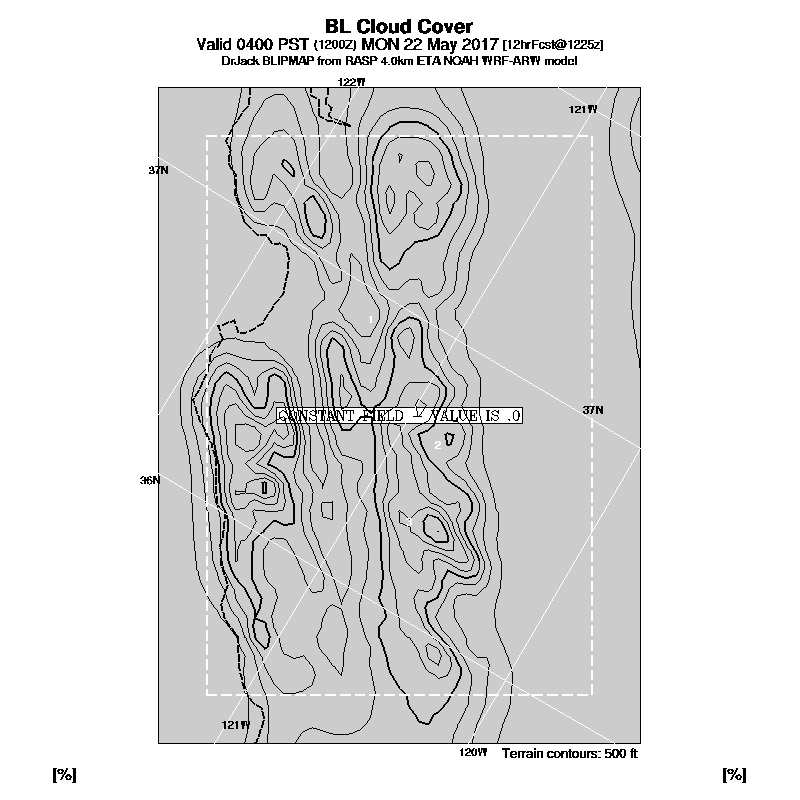 BL Cloud Cover
Valid 0400 PST (1200Z) MON 22 May 2017 [12hrFcst@1225z]
DrJack BLIPMAP from RASP 4.0km ETA NOAH WRF-ARW model
122W
121W
37N
1
CONSTANT FIELD - VALUE IS .0
37N
2
36N
3
121W
120W
Terrain contours: 500 ft
[%]
[%]